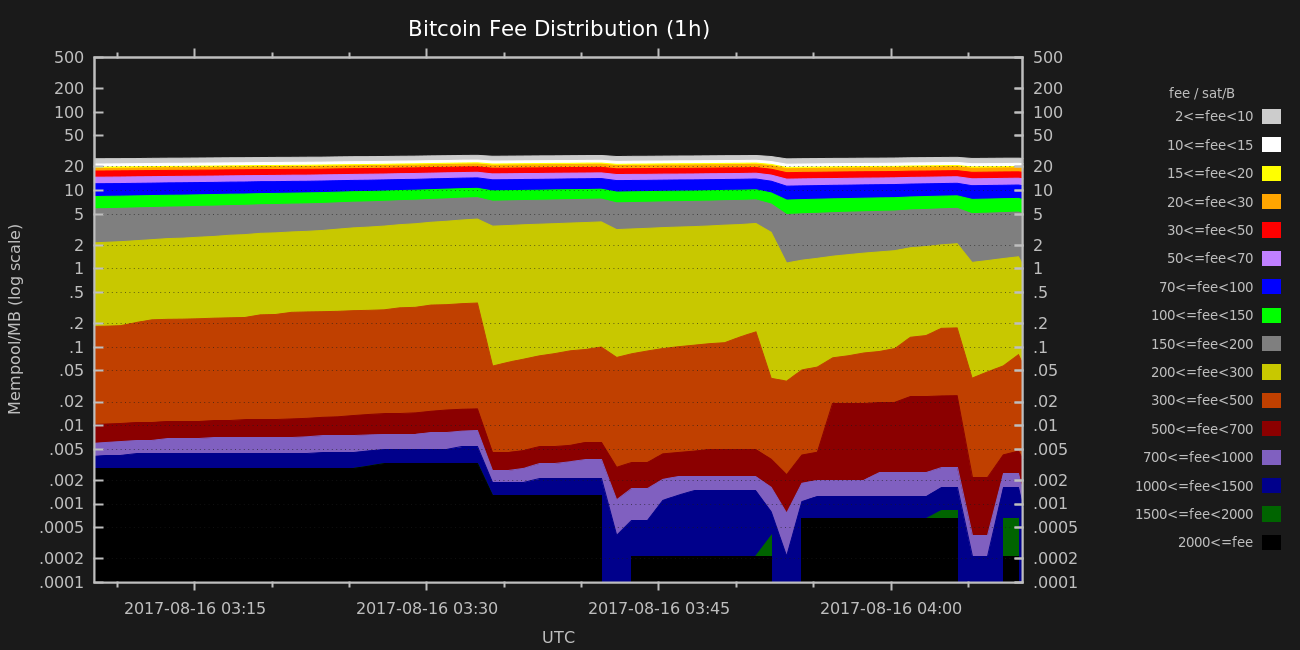 Bitcoin Fee Distribution (1h)
500
200
100
50
20
10
5
2
1
.5
.2
.1
.05
.02
.01
.005
.002
.001
.0005
.0002
.0001
Mempool/MB (log scale)
500
200
100
50
20
10
5
2
1
.5
.2
.1
.05
.02
.01
.005
.002
.001
.0005
.0002
.0001
2017-08-16 03:15 2017-08-16 03:30 2017-08-16 03:45 2017-08-16 04:00
UTC
fee / sat/B
2<=fee<10
10<=fee<15
15<=fee<20
20<=fee<30
30<=fee<50
50<=fee<70
70<=fee<100
100<=fee<150
150<=fee<200
200<=fee<300
300<=fee<500
500<=fee<700
700<=fee<1000
1000<=fee<1500
1500<=fee<2000
2000<=fee